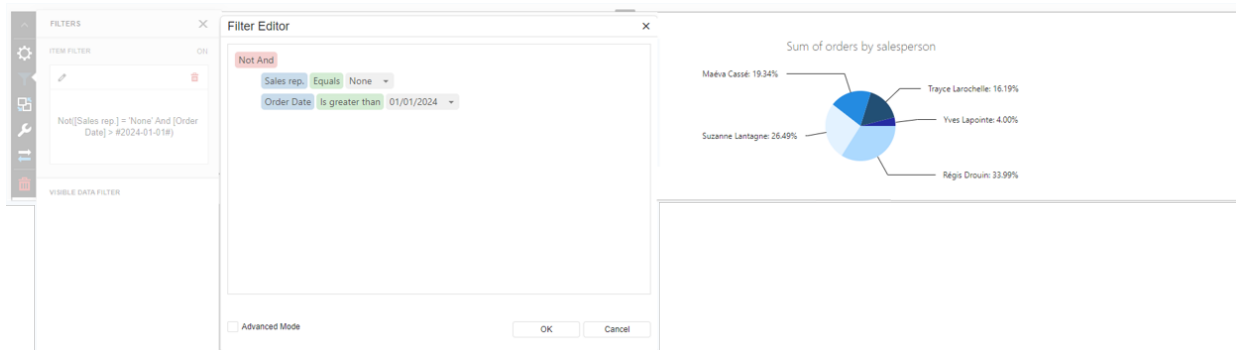 FILTERS
ITEM FILTER
ON
Not([Sales rep.] = 'None' And [Order
Date] > #2024-01-01#)
VISIBLE DATA FILTER
Filter Editor
Not And
Sales rep. Equals None
Order Date Is greater than 01/01/2024
Advanced Mode
OK
Cancel
Sum of orders by salesperson
Maéva Cassé: 19.34%
Trayce Larochelle: 16.19%
Yves Lapointe: 4.00%
Suzanne Lantagne: 26.49%
Régis Drouin: 33.99%